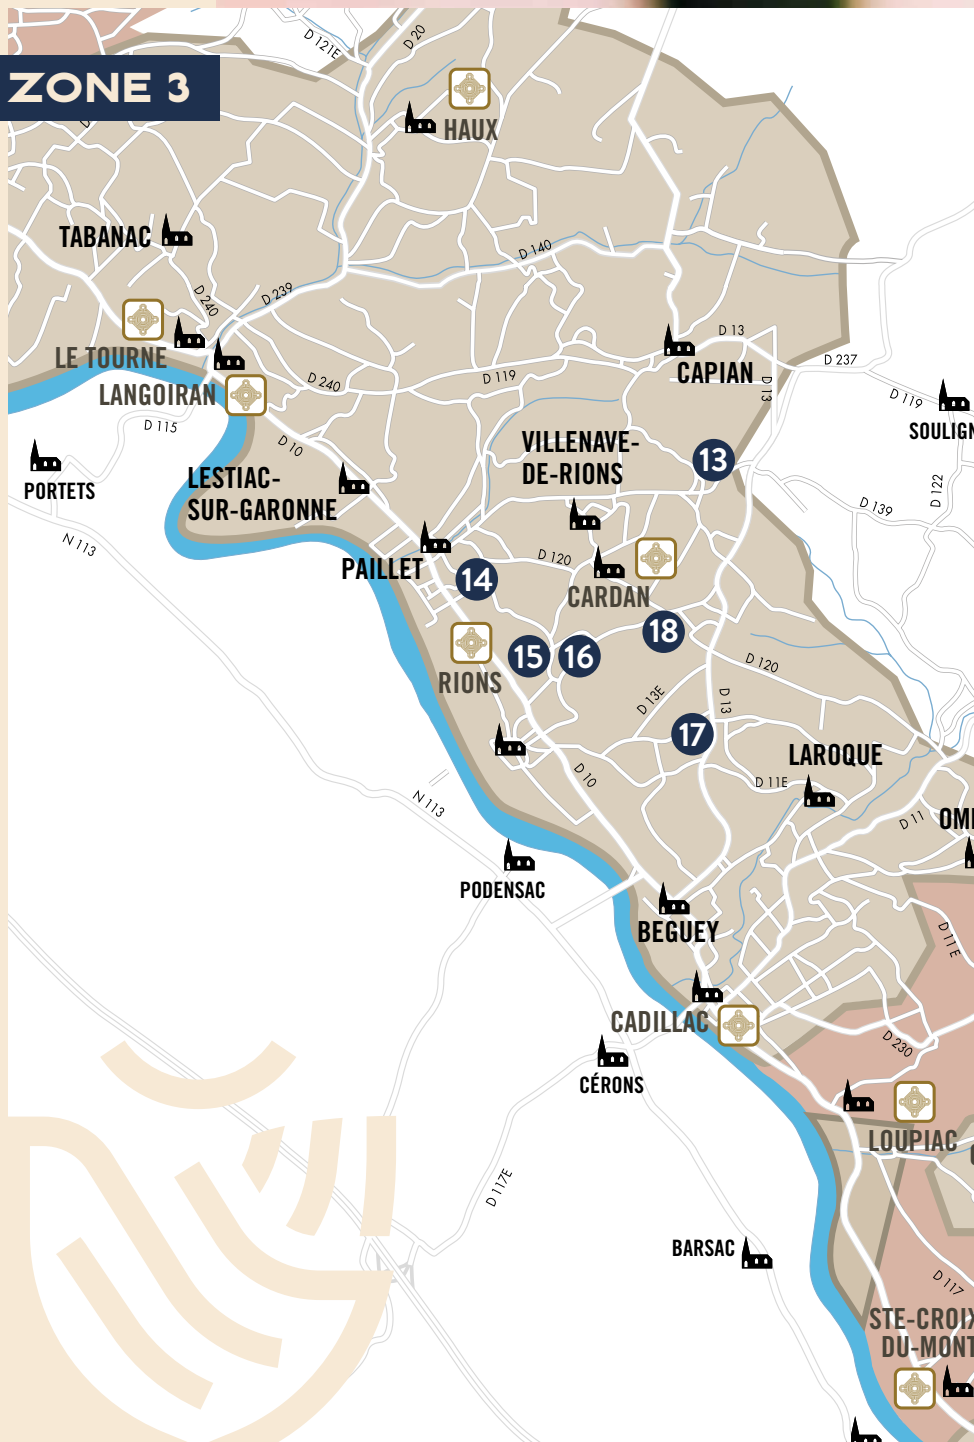 ZONE 3
D 121E
D 20
HAUX
TABANAC
D 140
D 240
D 239
LE TOURNE
LANGOIRAN
D 240
D 119
D 13
CAPIAN
D 13
D 237
D 119
D 115
D 10
SOULIGN
PORTETS
N 113
LESTIAC-
SUR-GARONNE
VILLENAVE-
DE-RIONS
13
D 122
D 139
PAILLET
14
D 120
CARDAN
18
15
16
RIONS
D 120
D 13E
D 13
17
LAROQUE
D 10
D 11E
N 113
D 11
OM
PODENSAC
BEGUEY
D 11E
CADILLAC
D 230
CÉRONS
LOUPIAC
D 117E
BARSAC
D 117
STE-CROIX
DU-MONT